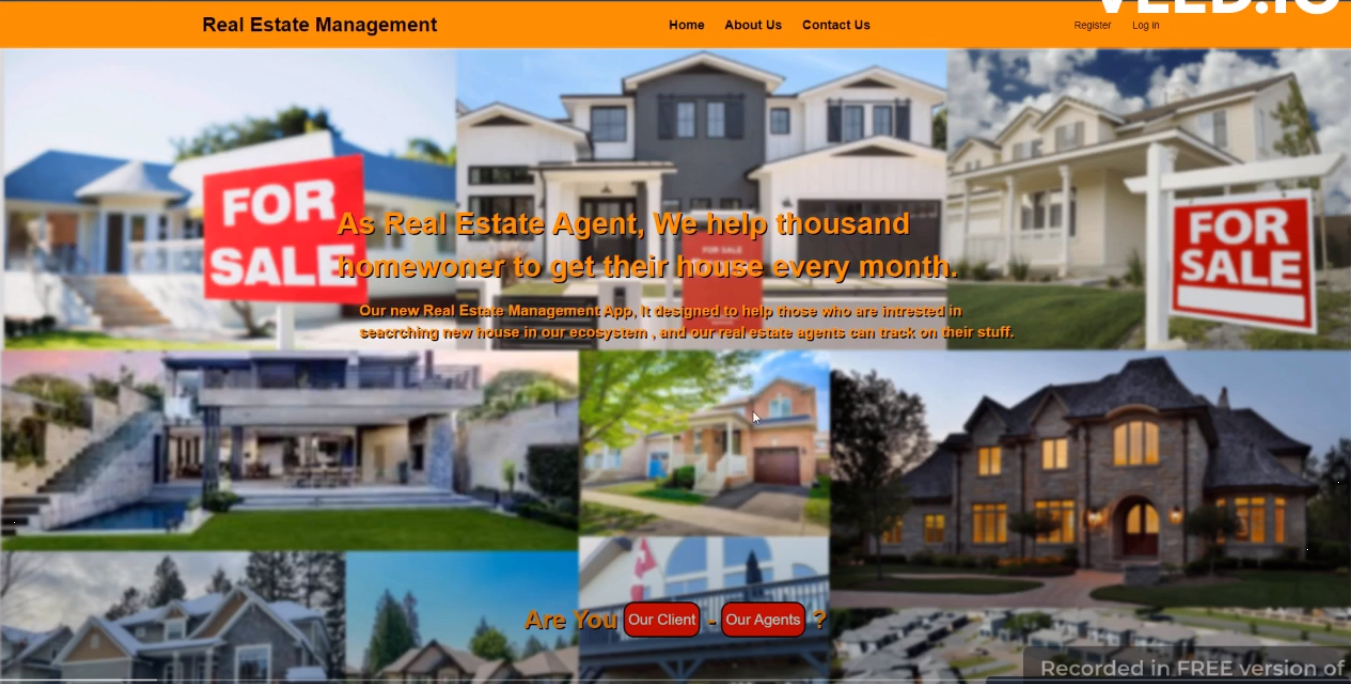 VEED.IO
Real Estate Management
Home
About Us
Contact Us
Register
Log in
FOR
SALE
FOR SALE
FOR
SALE
As Real Estate Agent, We help thousand
homewoner to get their house every month.
Our new Real Estate Management App, It designed to help those who are intrested in
seacrching new house in our ecosystem , and our real estate agents can track on their stuff.
Are You Our Client - Our Agents ?
Recorded in FREE version of